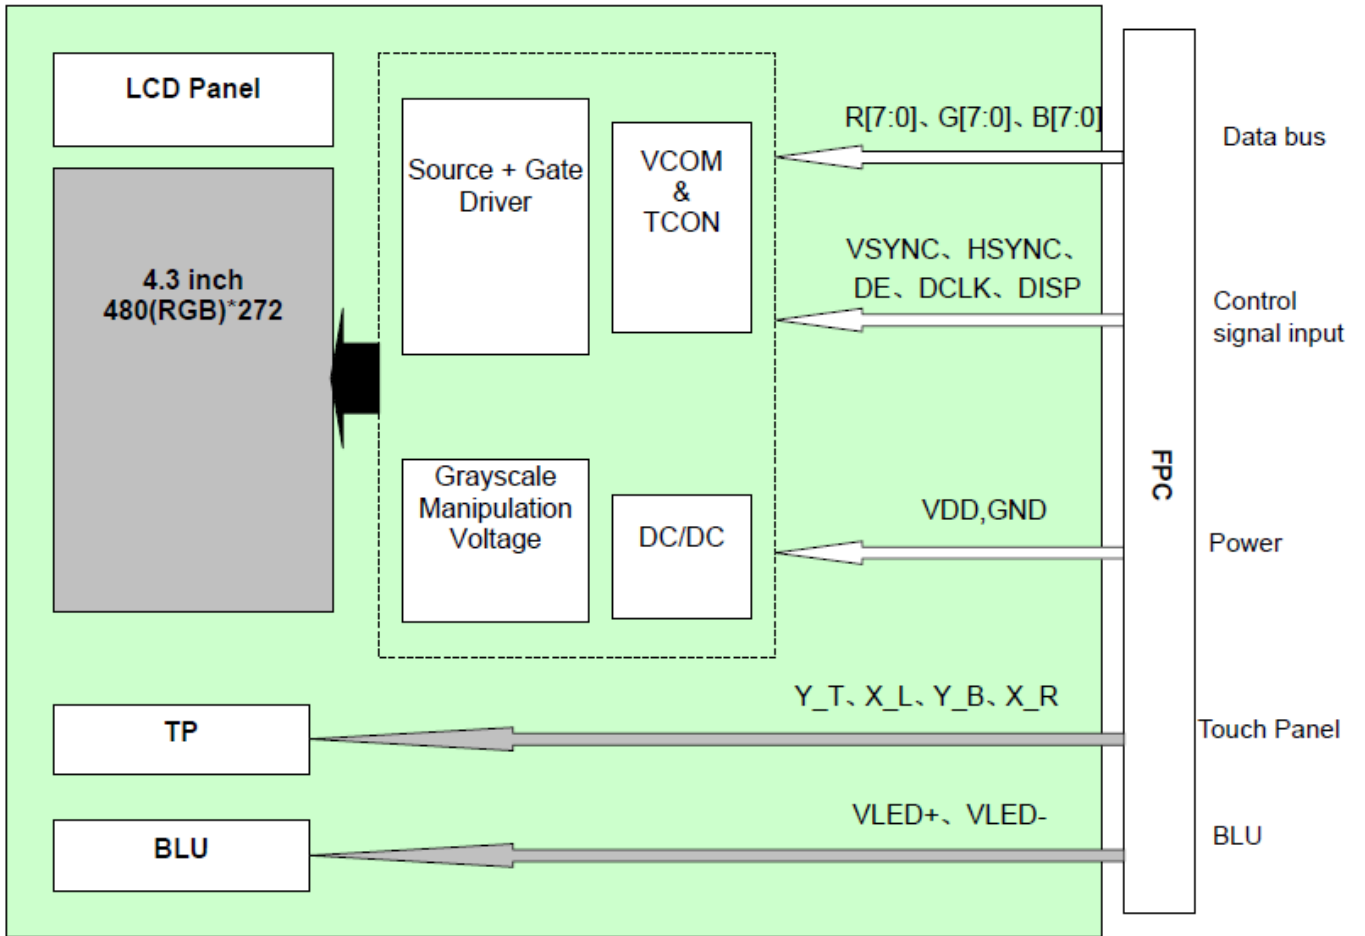 LCD Panel
4.3 inch
480(RGB)*272
Source + Gate
Driver
VCOM
&
TCON
Grayscale
Manipulation
Voltage
DC/DC
R[7:0]、G[7:0]、B[7:0]
VSYNC、HSYNC、
DE、DCLK、DISP
VDD,GND
TP
Y_T、X_L、Y_B、X_R
BLU
VLED+、VLED-
FPC
Data bus
Control
signal input
Power
Touch Panel
BLU